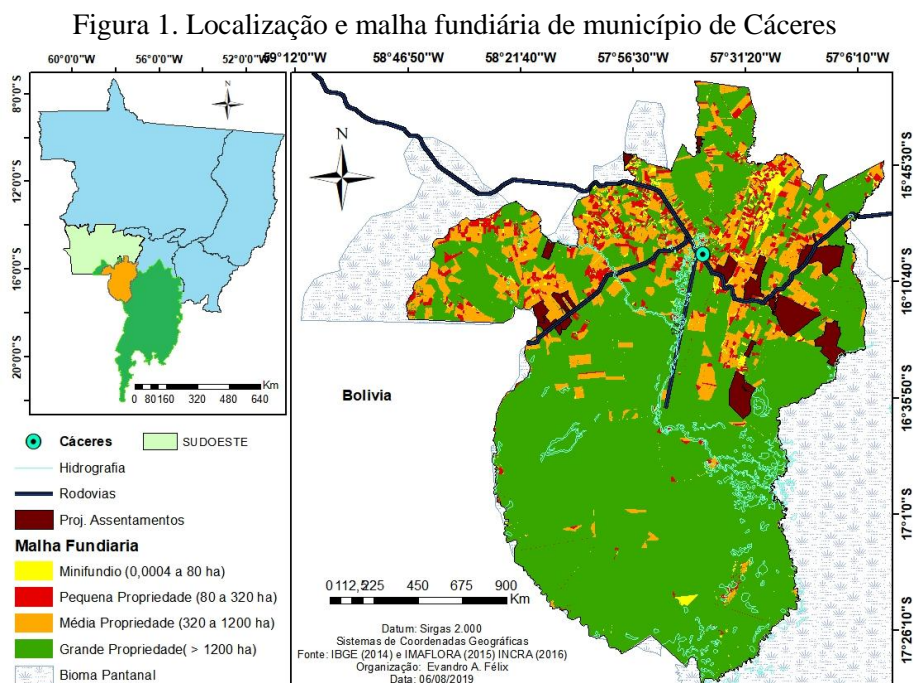 Figura 1. Localização e malha fundiária de município de Cáceres
60°0'0"W 56°0'0"W 52°0'0"W
59°12'0"W 58°46'50"W 58°21'40"W 57°56'30"W 57°31'20"W 57°6'10"W
8°0'0"S
12°0'0"S
16°0'0"S
20°0'0"S
N
0 80 160 320 480 640 Km
N
Bolivia
15°45'30"S
16°10'40"S
16°35'50"S
17°1'0"S
17°26'10"S
Cáceres
SUDOESTE
Hidrografia
Rodovias
Proj. Assentamentos
Malha Fundiaria
Minifundio (0,0004 a 80 ha)
Pequena Propriedade (80 a 320 ha)
Média Propriedade (320 a 1200 ha)
Grande Propriedade( > 1200 ha)
Bioma Pantanal
450 675 900 Km
Datum: Sirgas 2.000
Sistemas de Coordenadas Geográficas
Fonte: IBGE (2014) e IMAFLORA (2015) INCRA (2016)
Organização: Evandro A. Félix
Data: 06/08/2019